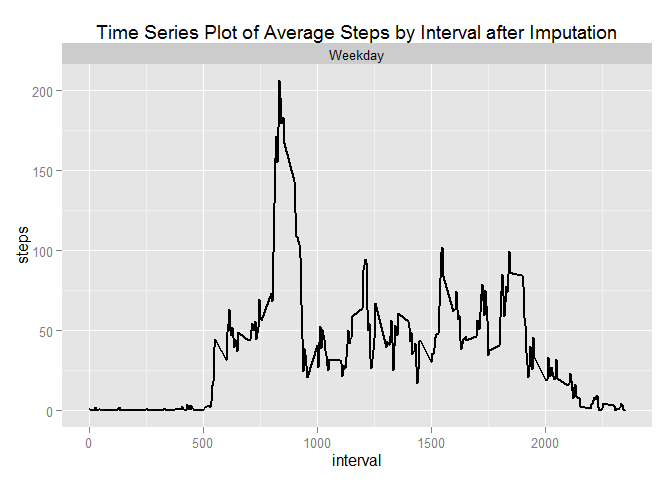 Time Series Plot of Average Steps by Interval after Imputation
Weekday
200
150
100
50
0
steps
0 500 1000 1500 2000
interval